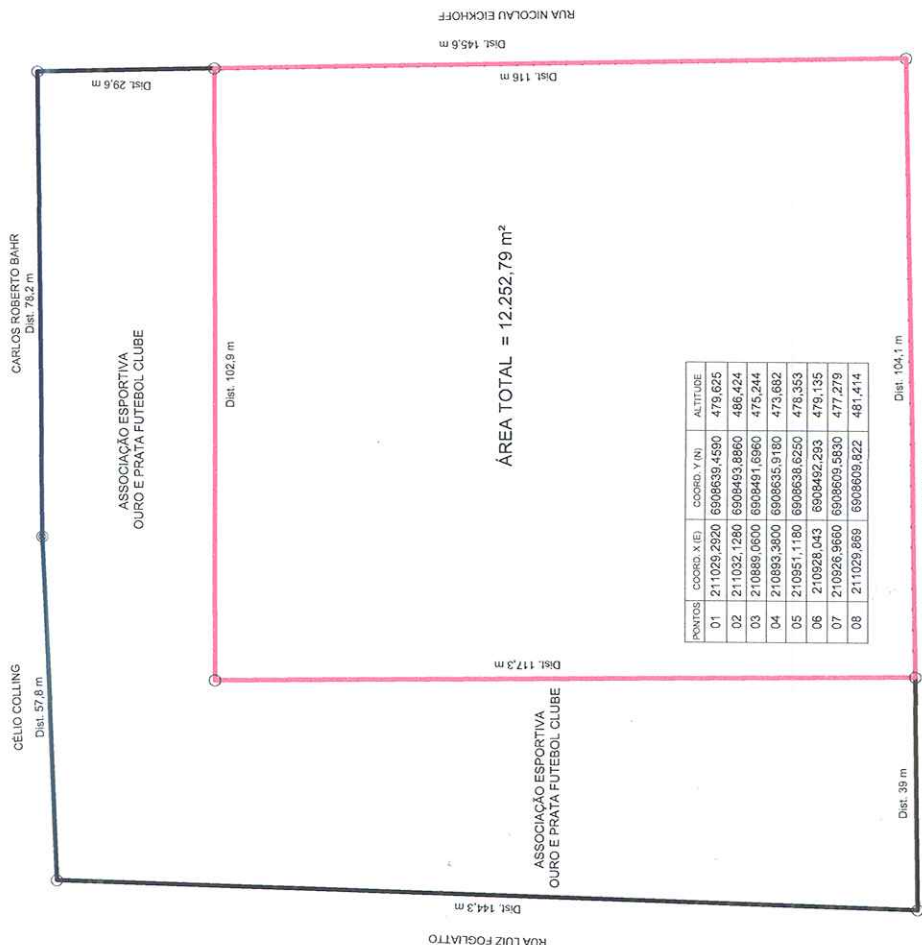 RUA NICOLAU EICKHOFF
Dist. 145,6 m
Dist. 29,6 m
Dist. 116 m
CARLOS ROBERTO BAHR
Dist. 78,2 m
ASSOCIAÇÃO ESPORTIVA
OURO E PRATA FUTEBOL CLUBE
Dist. 102,9 m
ÁREA TOTAL = 12.252,79 m²
PONTOS COORD. X (E) COORD. Y (N) ALTITUDE
01 211029,2920 6908639,4590 479,625
02 211032,1280 6908493,8860 486,424
03 210889,0600 6908491,6960 475,244
04 210893,3800 6908635,9180 473,682
05 210951,1180 6908638,6250 478,353
06 210928,043 6908492,293 479,135
07 210926,9660 6908609,5830 477,279
08 211029,869 6908609,822 481,414
Dist. 104,1 m
CÉLIO COLLING
Dist. 57,8 m
Dist. 117,3 m
ASSOCIAÇÃO ESPORTIVA
OURO E PRATA FUTEBOL CLUBE
Dist. 39 m
Dist. 144,3 m
RUA LUIZ FOGLIATTO